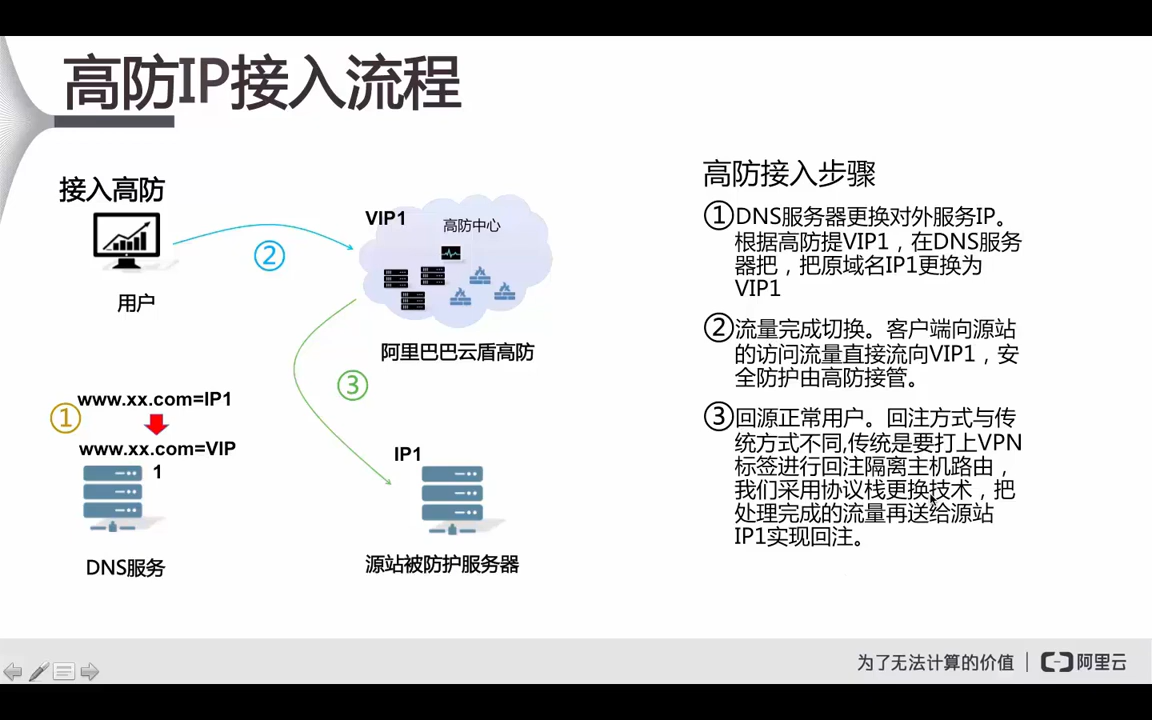 高防IP接入流程
接入高防
用户
②
VIP1
高防中心
阿里巴巴云盾高防
③
①
www.xx.com=IP1
www.xx.com=VIP
1
DNS服务
IP1
源站被防护服务器
高防接入步骤
①DNS服务器更换对外服务IP。
根据高防提VIP1，在DNS服务
器把，把原域名IP1更换为
VIP1
②流量完成切换。客户端向源站
的访问流量直接流向VIP1，安
全防护由高防接管。
③回源正常用户。回注方式与传
统方式不同,传统是要打上VPN
标签进行回注隔离主机路由，
我们采用协议栈更换技术，把
处理完成的流量再送给源站
IP1实现回注。
为了无法计算的价值 | 阿里云